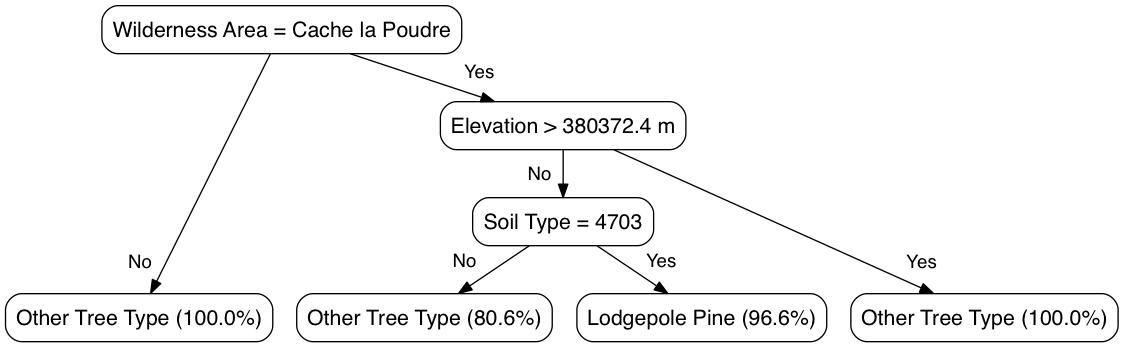 Wilderness Area = Cache la Poudre
Yes
Elevation > 380372.4 m
No
Soil Type = 4703
No
No
Yes
Yes
Other Tree Type (100.0%)
Other Tree Type (80.6%)
Lodgepole Pine (96.6%)
Other Tree Type (100.0%)